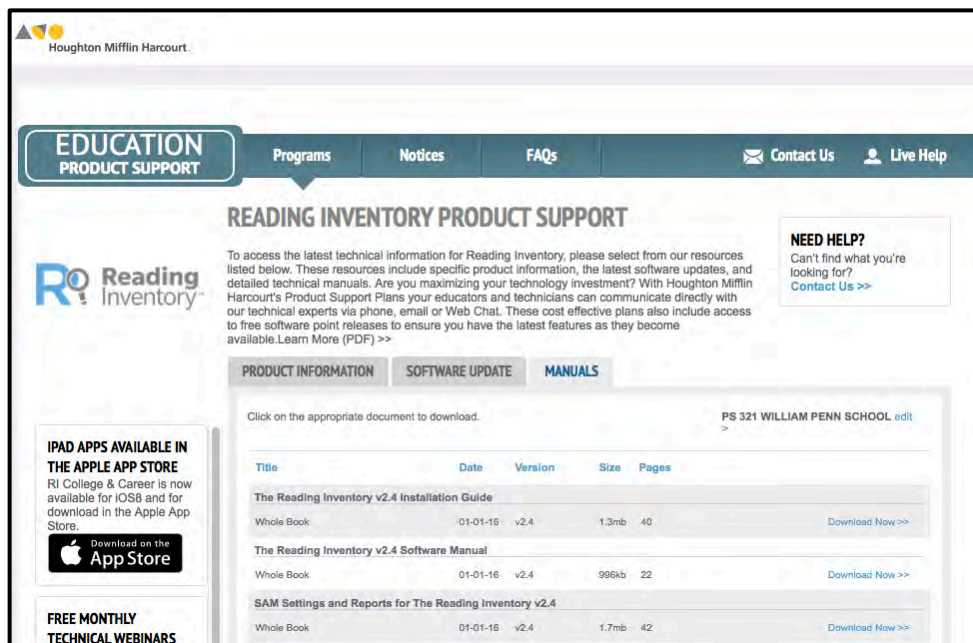 Houghton Mifflin Harcourt
EDUCATION
PRODUCT SUPPORT
Programs
Notices
FAQs
Contact Us
Live Help
READING INVENTORY PRODUCT SUPPORT
To access the latest technical information for Reading Inventory, please select from our resources
listed below. These resources include specific product information, the latest software updates, and
detailed technical manuals. Are you maximizing your technology investment? With Houghton Mifflin
Harcourt's Product Support Plans your educators and technicians can communicate directly with
our technical experts via phone, email or Web Chat. These cost effective plans also include access
to free software point releases to ensure you have the latest features as they become
available.Learn More (PDF) >>
NEED HELP?
Can't find what you're
looking for?
Contact Us >>
Reading
Inventory
PRODUCT INFORMATION
SOFTWARE UPDATE
MANUALS
Click on the appropriate document to download.
PS 321 WILLIAM PENN SCHOOL edit
>
Title Date Version Size Pages
The Reading Inventory v2.4 Installation Guide
Whole Book 01-01-16 v2.4 1.3mb 40 Download Now >>
The Reading Inventory v2.4 Software Manual
Whole Book 01-01-16 v2.4 996kb 22 Download Now >>
SAM Settings and Reports for The Reading Inventory v2.4
Whole Book 01-01-16 v2.4 1.7mb 42 Download Now >>
IPAD APPS AVAILABLE IN
THE APPLE APP STORE
RI College & Career is now
available for iOS8 and for
download in the Apple App
Store.
Download on the
App Store
FREE MONTHLY
TECHNICAL WEBINARS